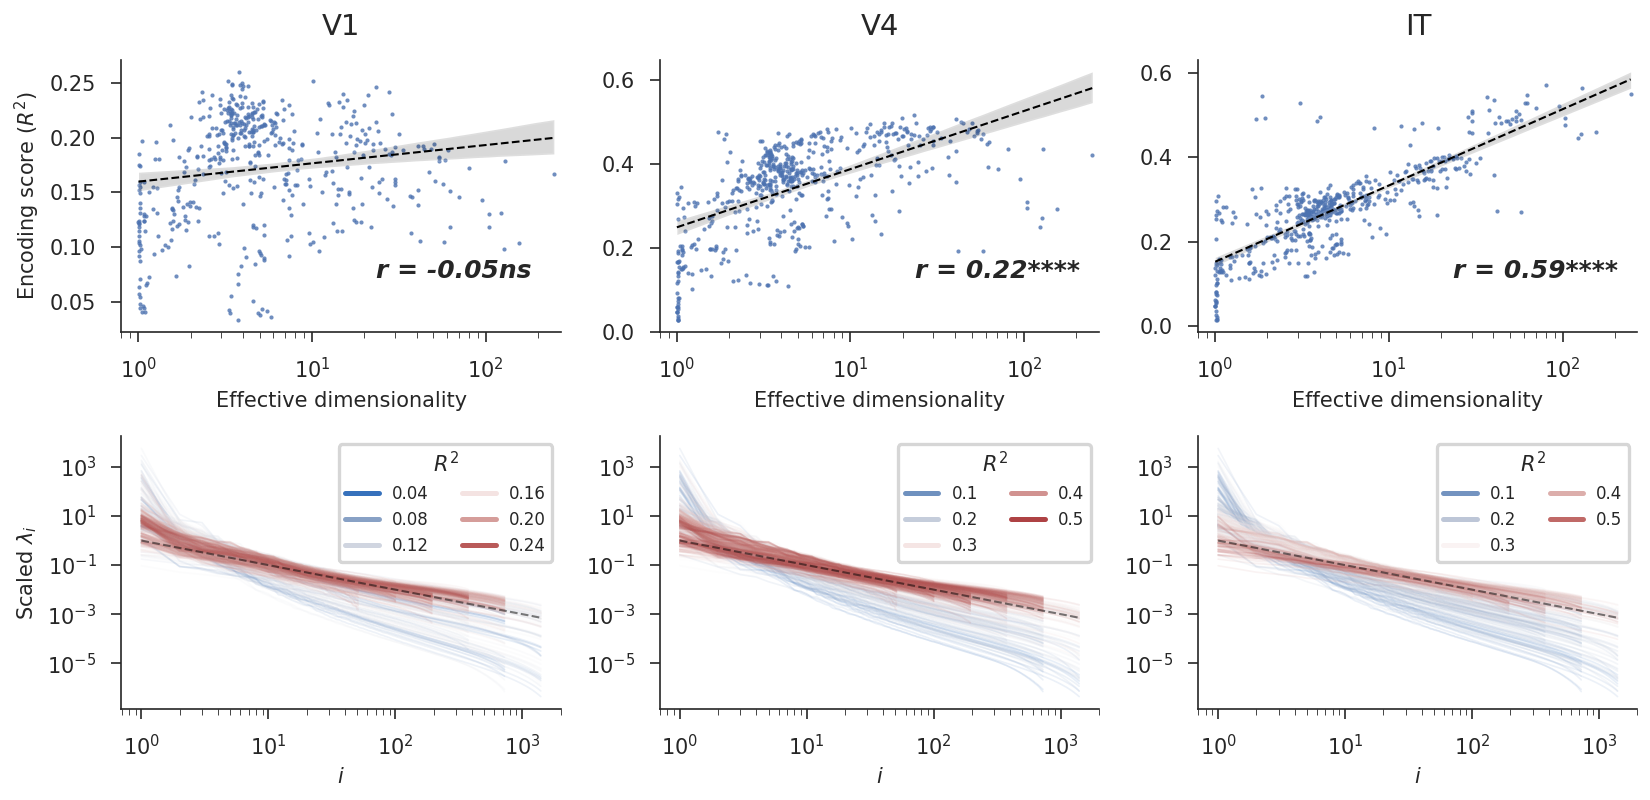 V1 V4 IT
Encoding score (R²)
0.25
0.20
0.15
0.10
0.05
r = -0.05ns
10⁰ 10¹ 10²
Effective dimensionality
0.6
0.4
0.2
0.0
r = 0.22****
10⁰ 10¹ 10²
Effective dimensionality
0.6
0.4
0.2
0.0
r = 0.59****
10⁰ 10¹ 10²
Effective dimensionality
Scaled λᵢ
10³
10¹
10⁻¹
10⁻³
10⁻⁵
R²
0.04 0.16
0.08 0.20
0.12 0.24
10⁰ 10¹ 10² 10³
i
10³
10¹
10⁻¹
10⁻³
10⁻⁵
R²
0.1 0.4
0.2 0.5
0.3
10⁰ 10¹ 10² 10³
i
10³
10¹
10⁻¹
10⁻³
10⁻⁵
R²
0.1 0.4
0.2 0.5
0.3
10⁰ 10¹ 10² 10³
i